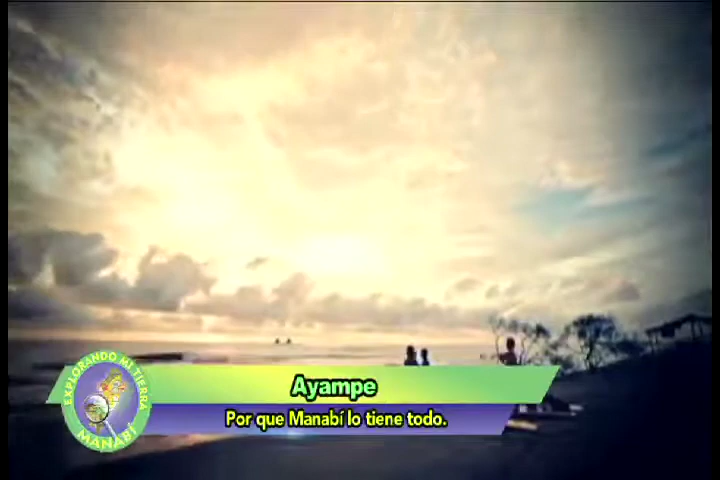 Ayampe
Por que Manabí lo tiene todo.
EXPLORANDO MI TIERRA
MANABÍ